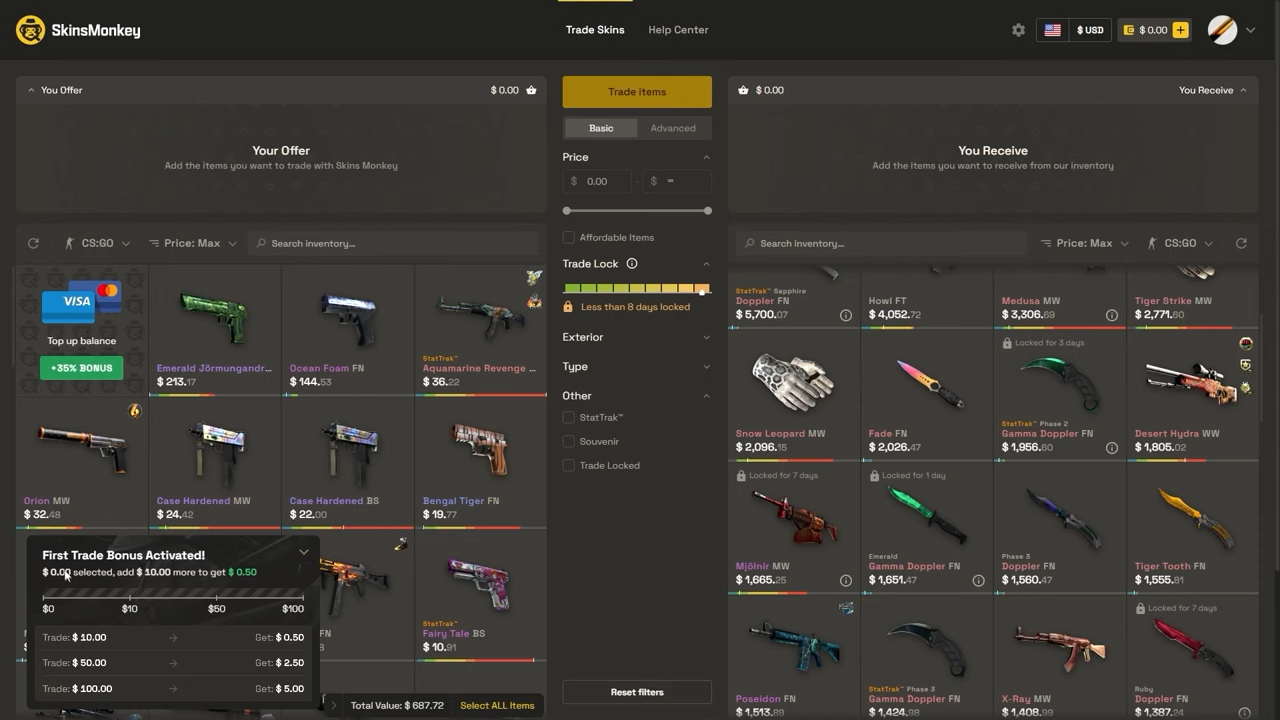 SkinsMonkey
Trade Skins
Help Center
$ USD
$ 0.00
You Offer
$ 0.00
Your Offer
Add the items you want to trade with Skins Monkey
Trade items
$ 0.00
You Receive
You Receive
Add the items you want to receive from our inventory
Basic
Advanced
Price
$ 0.00 - $ ∞
Affordable Items
Trade Lock
Less than 8 days locked
Exterior
Type
Other
StatTrak™
Souvenir
Trade Locked
Reset filters
CS:GO
Price: Max
Search inventory...
VISA
Top up balance
+35% BONUS
Emerald Jörmungandr...
$ 213.17
Ocean Foam FN
$ 144.53
StatTrak™
Aquamarine Revenge ...
$ 36.22
Orion MW
$ 32.48
Case Hardened MW
$ 24.42
Case Hardened BS
$ 22.00
Bengal Tiger FN
$ 19.77
FN
StatTrak™
Fairy Tale BS
$ 10.91
First Trade Bonus Activated!
$ 0.00 selected, add $ 10.00 more to get $ 0.50
$0
$10
$50
$100
Trade: $ 10.00
Get: $ 0.50
Trade: $ 50.00
Get: $ 2.50
Trade: $ 100.00
Get: $ 5.00
Total Value: $ 687.72
Select ALL Items
Search inventory...
Price: Max
CS:GO
StatTrak™ Sapphire
Doppler FN
$ 5,700.07
Howl FT
$ 4,052.72
Medusa MW
$ 3,306.69
Tiger Strike MW
$ 2,771.60
Snow Leopard MW
$ 2,096.15
Fade FN
$ 2,026.47
Locked for 3 days
StatTrak™ Phase 2
Gamma Doppler FN
$ 1,956.60
Desert Hydra WW
$ 1,805.02
Locked for 7 days
Mjölnir MW
$ 1,665.25
Locked for 1 day
Emerald
Gamma Doppler FN
$ 1,651.47
Phase 3
Doppler FN
$ 1,560.47
Tiger Tooth FN
$ 1,555.81
Poseidon FN
$ 1,513.89
StatTrak™ Phase 3
Gamma Doppler FN
$ 1,424.98
X-Ray MW
$ 1,408.99
Locked for 7 days
Ruby
Doppler FN
$ 1,387.24